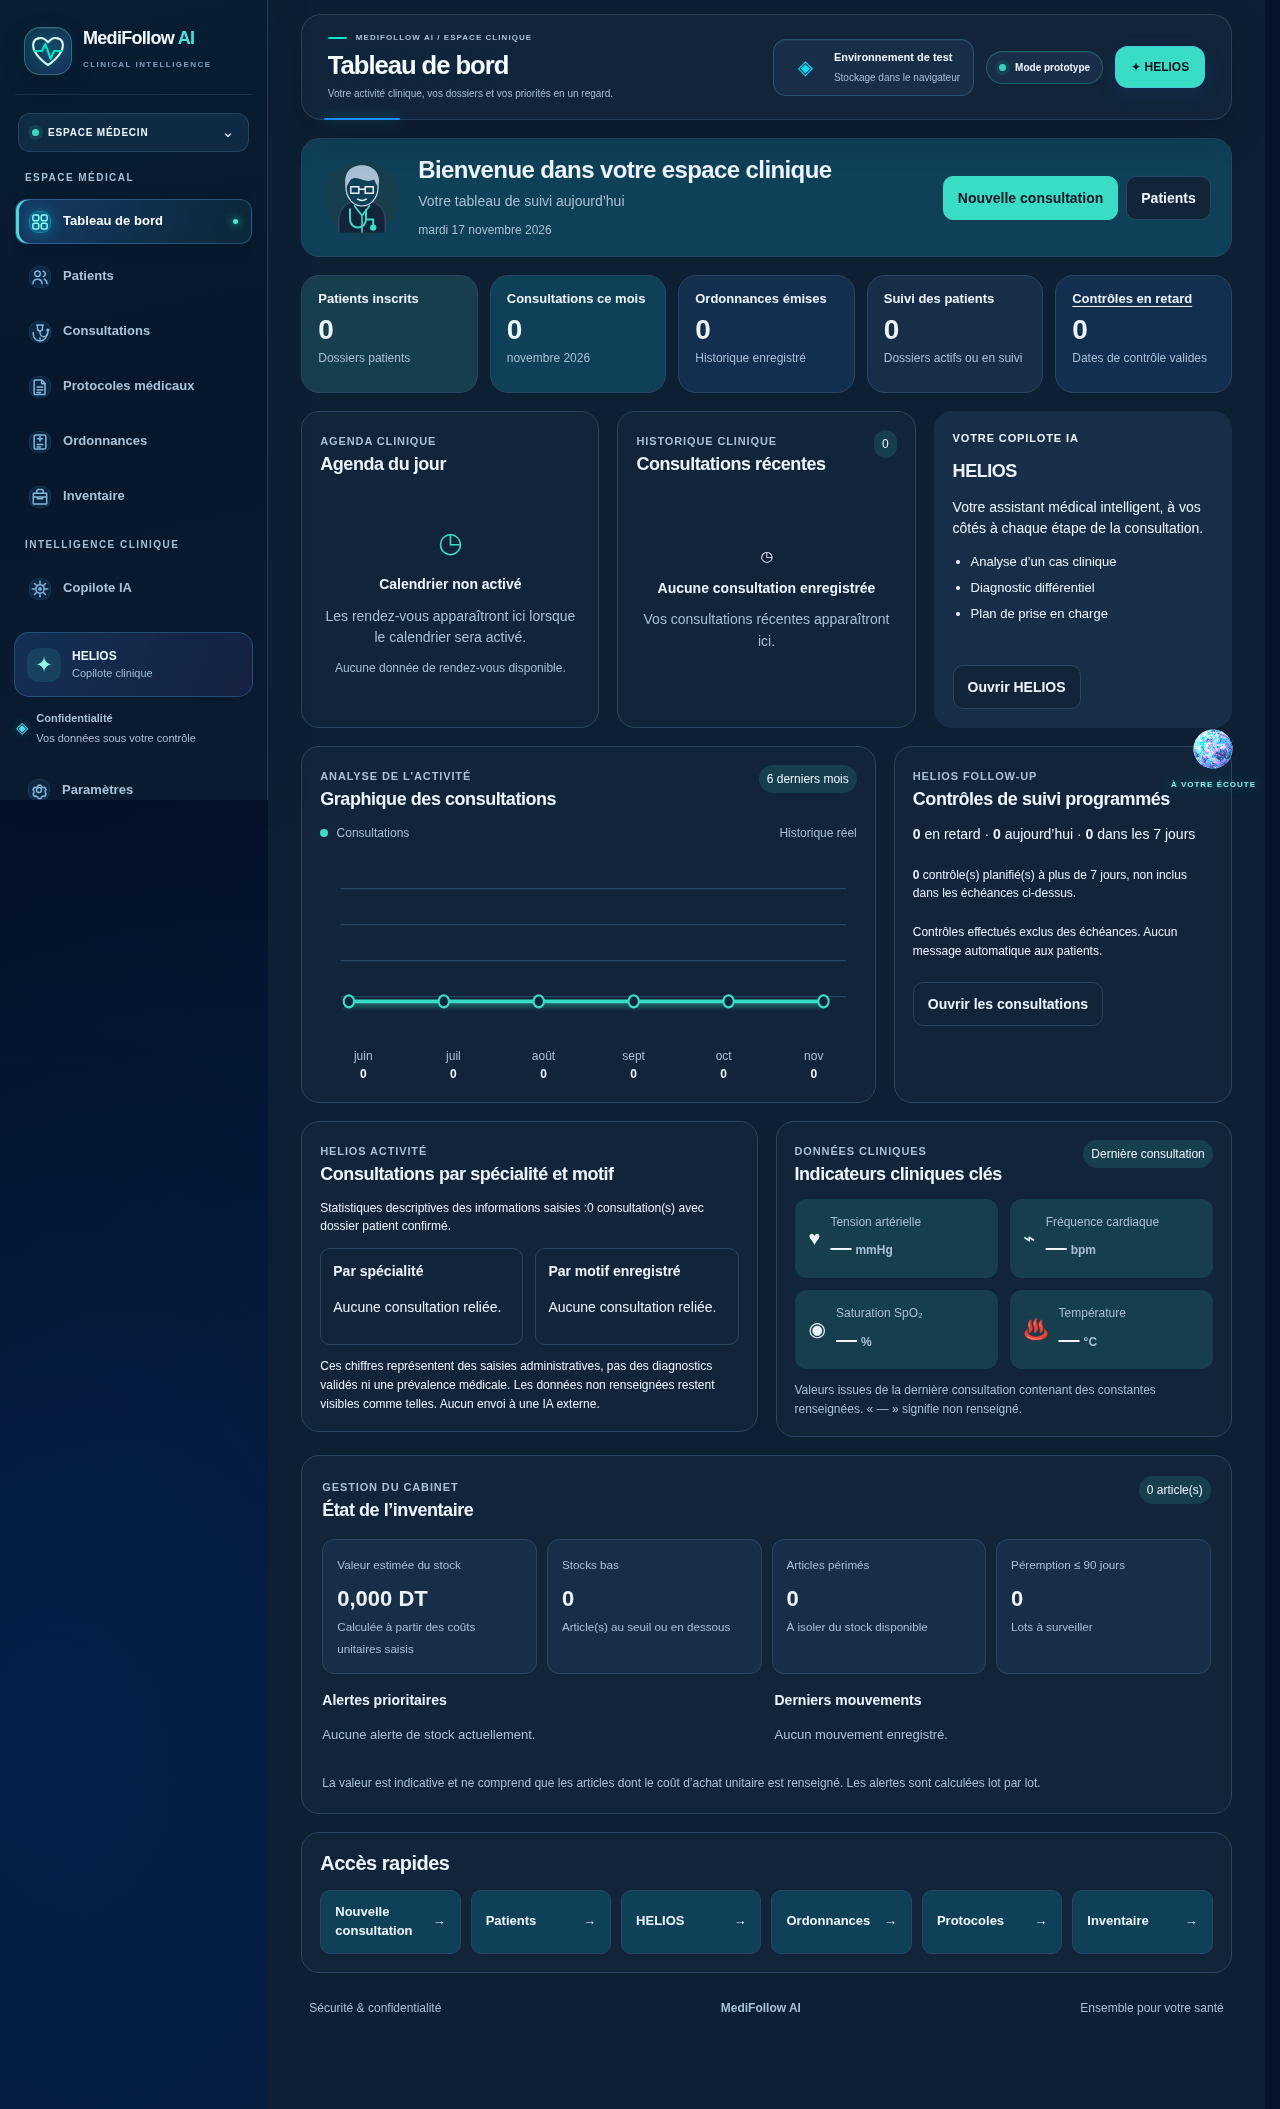 MediFollow AI
CLINICAL INTELLIGENCE
ESPACE MÉDECIN
ESPACE MÉDICAL
Tableau de bord
Patients
Consultations
Protocoles médicaux
Ordonnances
Inventaire
INTELLIGENCE CLINIQUE
Copilote IA
HELIOS
Copilote clinique
Confidentialité
Vos données sous votre contrôle
Paramètres
MEDIFOLLOW AI / ESPACE CLINIQUE
Tableau de bord
Votre activité clinique, vos dossiers et vos priorités en un regard.
Environnement de test
Stockage dans le navigateur
Mode prototype
✦ HELIOS
Bienvenue dans votre espace clinique
Votre tableau de suivi aujourd’hui
mardi 17 novembre 2026
Nouvelle consultation
Patients
Patients inscrits
0
Dossiers patients
Consultations ce mois
0
novembre 2026
Ordonnances émises
0
Historique enregistré
Suivi des patients
0
Dossiers actifs ou en suivi
Contrôles en retard
0
Dates de contrôle valides
AGENDA CLINIQUE
Agenda du jour
Calendrier non activé
Les rendez-vous apparaîtront ici lorsque
le calendrier sera activé.
Aucune donnée de rendez-vous disponible.
HISTORIQUE CLINIQUE
Consultations récentes
0
Aucune consultation enregistrée
Vos consultations récentes apparaîtront
ici.
VOTRE COPILOTE IA
HELIOS
Votre assistant médical intelligent, à vos
côtés à chaque étape de la consultation.
• Analyse d’un cas clinique
• Diagnostic différentiel
• Plan de prise en charge
Ouvrir HELIOS
À VOTRE ÉCOUTE
ANALYSE DE L’ACTIVITÉ
Graphique des consultations
6 derniers mois
Consultations
Historique réel
juin juil août sept oct nov
0 0 0 0 0 0
HELIOS FOLLOW-UP
Contrôles de suivi programmés
0 en retard · 0 aujourd’hui · 0 dans les 7 jours
0 contrôle(s) planifié(s) à plus de 7 jours, non inclus
dans les échéances ci-dessus.
Contrôles effectués exclus des échéances. Aucun
message automatique aux patients.
Ouvrir les consultations
HELIOS ACTIVITÉ
Consultations par spécialité et motif
Statistiques descriptives des informations saisies :0 consultation(s) avec
dossier patient confirmé.
Par spécialité
Aucune consultation reliée.
Par motif enregistré
Aucune consultation reliée.
Ces chiffres représentent des saisies administratives, pas des diagnostics
validés ni une prévalence médicale. Les données non renseignées restent
visibles comme telles. Aucun envoi à une IA externe.
DONNÉES CLINIQUES
Indicateurs cliniques clés
Dernière consultation
Tension artérielle
— mmHg
Fréquence cardiaque
— bpm
Saturation SpO₂
— %
Température
— °C
Valeurs issues de la dernière consultation contenant des constantes
renseignées. « — » signifie non renseigné.
GESTION DU CABINET
État de l’inventaire
0 article(s)
Valeur estimée du stock
0,000 DT
Calculée à partir des coûts
unitaires saisis
Stocks bas
0
Article(s) au seuil ou en dessous
Articles périmés
0
À isoler du stock disponible
Péremption ≤ 90 jours
0
Lots à surveiller
Alertes prioritaires
Aucune alerte de stock actuellement.
Derniers mouvements
Aucun mouvement enregistré.
La valeur est indicative et ne comprend que les articles dont le coût d’achat unitaire est renseigné. Les alertes sont calculées lot par lot.
Accès rapides
Nouvelle
consultation →
Patients →
HELIOS →
Ordonnances →
Protocoles →
Inventaire →
Sécurité & confidentialité
MediFollow AI
Ensemble pour votre santé